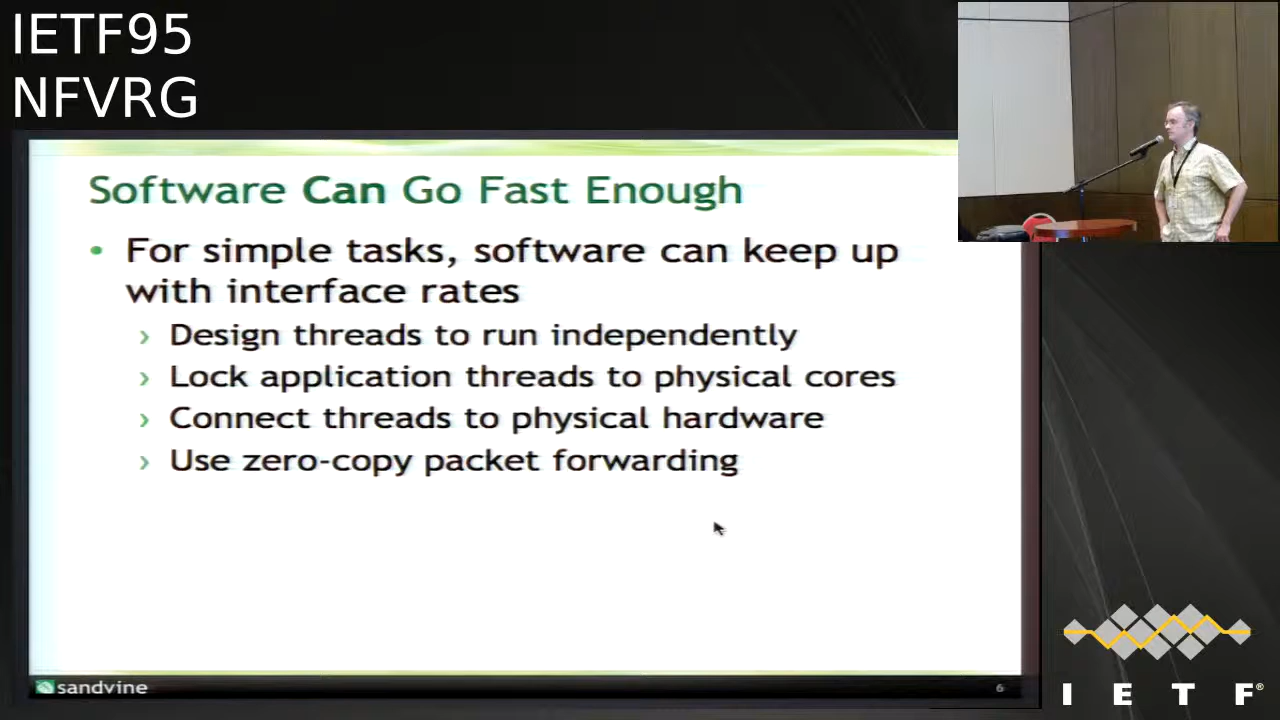 IETF95
NFVRG
Software Can Go Fast Enough
• For simple tasks, software can keep up
with interface rates
› Design threads to run independently
› Lock application threads to physical cores
› Connect threads to physical hardware
› Use zero-copy packet forwarding
sandvine
6
I E T F®